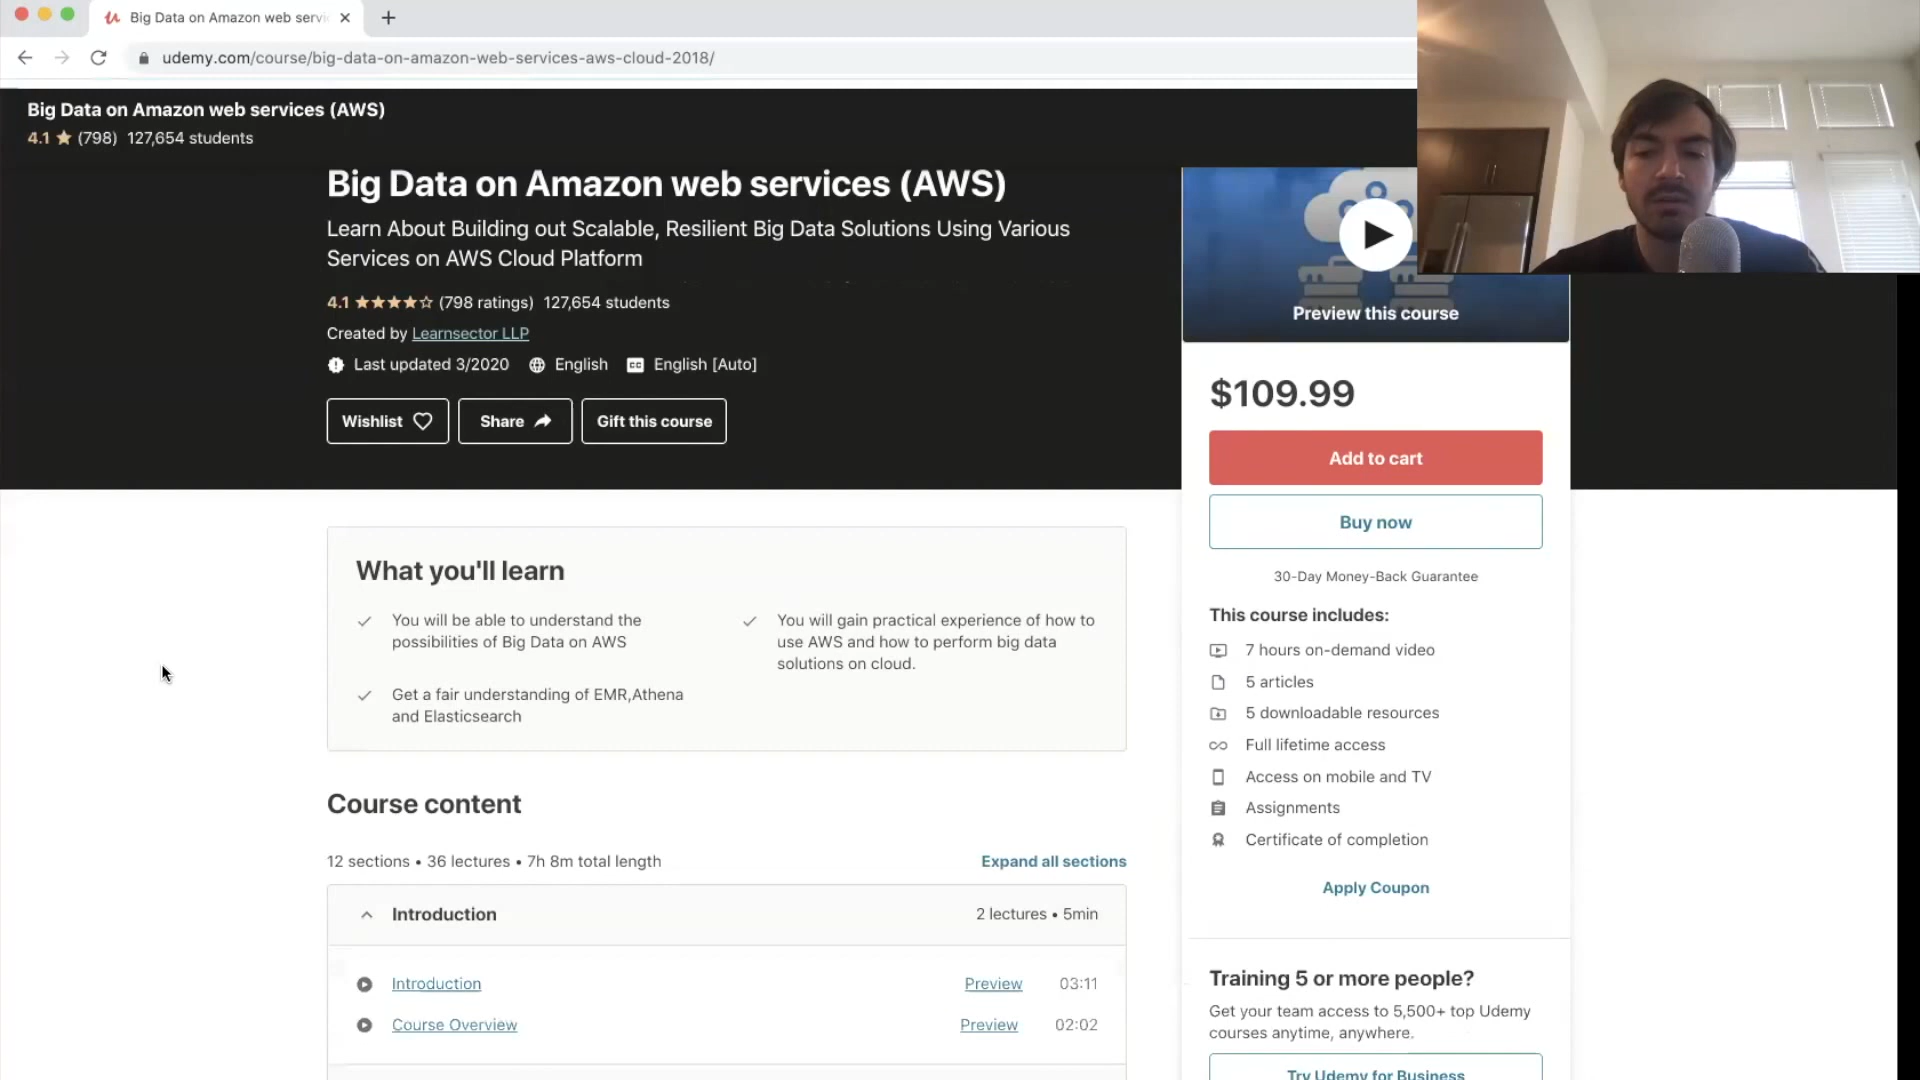 Big Data on Amazon web servi
udemy.com/course/big-data-on-amazon-web-services-aws-cloud-2018/
Big Data on Amazon web services (AWS)
4.1 ★ (798) 127,654 students
Big Data on Amazon web services (AWS)
Learn About Building out Scalable, Resilient Big Data Solutions Using Various
Services on AWS Cloud Platform
4.1 (798 ratings) 127,654 students
Created by Learnsector LLP
Last updated 3/2020 English English [Auto]
Wishlist Share Gift this course
Preview this course
$109.99
Add to cart
Buy now
30-Day Money-Back Guarantee
This course includes:
7 hours on-demand video
5 articles
5 downloadable resources
Full lifetime access
Access on mobile and TV
Assignments
Certificate of completion
Apply Coupon
Training 5 or more people?
Get your team access to 5,500+ top Udemy
courses anytime, anywhere.
Try Udemy for Business
What you'll learn
You will be able to understand the
possibilities of Big Data on AWS
You will gain practical experience of how to
use AWS and how to perform big data
solutions on cloud.
Get a fair understanding of EMR,Athena
and Elasticsearch
Course content
12 sections • 36 lectures • 7h 8m total length
Expand all sections
Introduction 2 lectures • 5min
Introduction Preview 03:11
Course Overview Preview 02:02